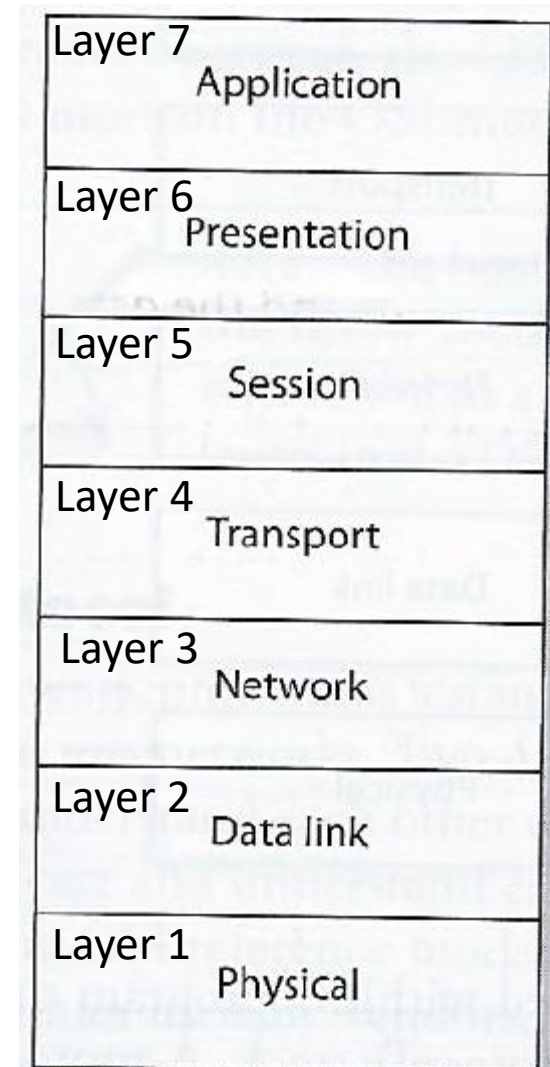 Layer 7
Application
Layer 6
Presentation
Layer 5
Session
Layer 4
Transport
Layer 3
Network
Layer 2
Data link
Layer 1
Physical